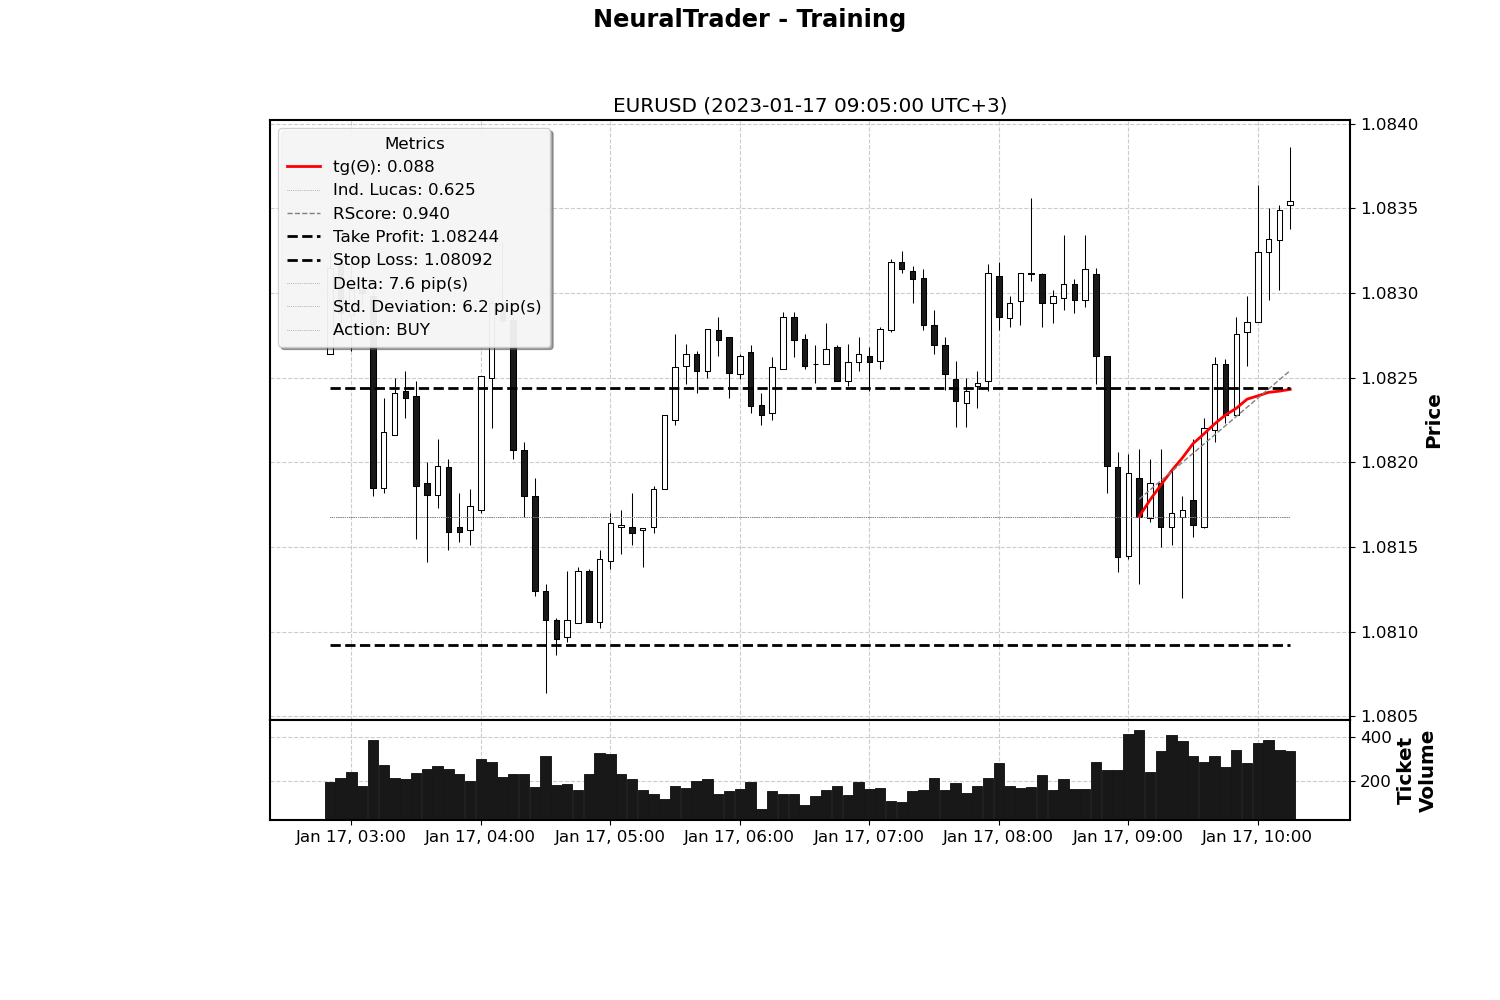 NeuralTrader - Training
EURUSD (2023-01-17 09:05:00 UTC+3)
Metrics
tg(Θ): 0.088
Ind. Lucas: 0.625
RScore: 0.940
Take Profit: 1.08244
Stop Loss: 1.08092
Delta: 7.6 pip(s)
Std. Deviation: 6.2 pip(s)
Action: BUY
1.0840
1.0835
1.0830
1.0825
1.0820
1.0815
1.0810
1.0805
Price
400
200
Ticket
Volume
Jan 17, 03:00
Jan 17, 04:00
Jan 17, 05:00
Jan 17, 06:00
Jan 17, 07:00
Jan 17, 08:00
Jan 17, 09:00
Jan 17, 10:00